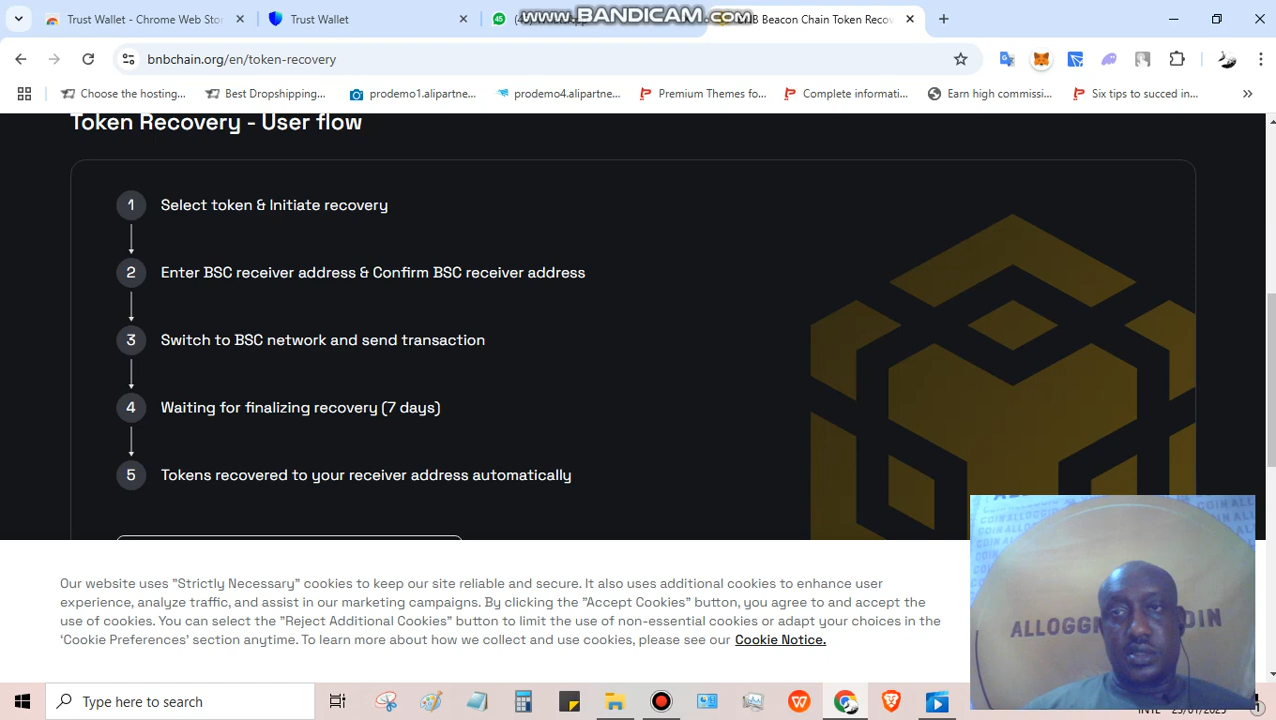 Trust Wallet - Chrome Web Sto
Trust Wallet
WWW.BANDICAM.COM
Beacon Chain Token Recov
bnbchain.org/en/token-recovery
Choose the hosting...
Best Dropshipping...
prodemo1.alipartne...
prodemo4.alipartne...
Premium Themes fo...
Complete informati...
Earn high commissi...
Six tips to succed in...
Token Recovery - User flow
1 Select token & Initiate recovery
2 Enter BSC receiver address & Confirm BSC receiver address
3 Switch to BSC network and send transaction
4 Waiting for finalizing recovery (7 days)
5 Tokens recovered to your receiver address automatically
Our website uses "Strictly Necessary" cookies to keep our site reliable and secure. It also uses additional cookies to enhance user
experience, analyze traffic, and assist in our marketing campaigns. By clicking the "Accept Cookies" button, you agree to and accept the
use of cookies. You can select the "Reject Additional Cookies" button to limit the use of non-essential cookies or adapt your choices in the
'Cookie Preferences' section anytime. To learn more about how we collect and use cookies, please see our Cookie Notice.
Type here to search